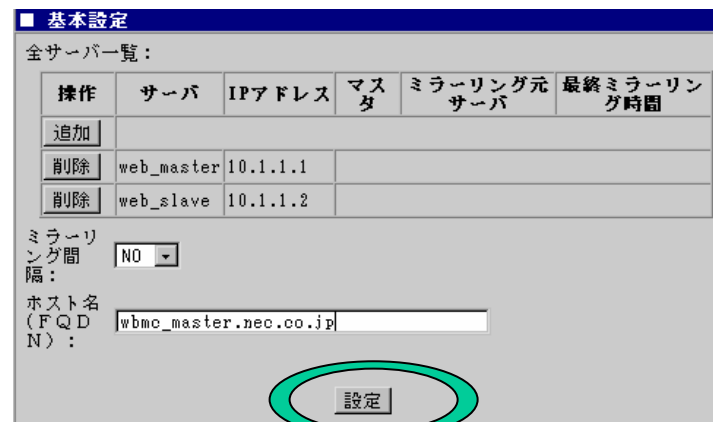 ■ 基本設定
全サーバ一覧：
操作 サーバ IPアドレス マスタ ミラーリング元サーバ 最終ミラーリング時間
追加
削除 web_master 10.1.1.1
削除 web_slave 10.1.1.2
ミラーリ
ング間
隔：
NO
ホスト名
(ＦＱＤ
Ｎ)：
wbmc_master.nec.co.jp
設定